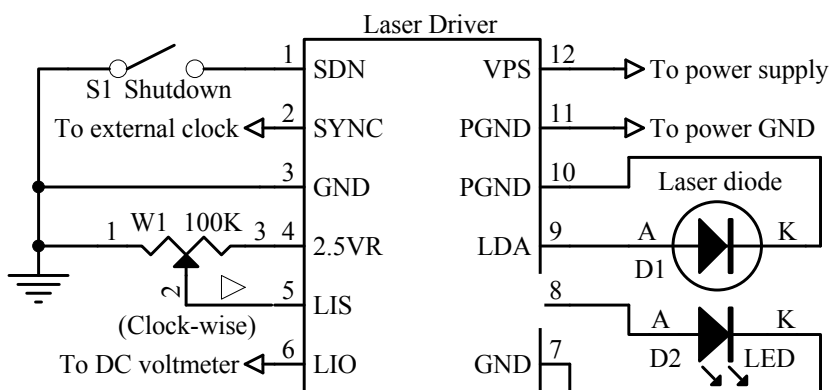 Laser Driver
1 SDN VPS 12 To power supply
S1 Shutdown
To external clock 2 SYNC PGND 11 To power GND
3 GND PGND 10
Laser diode
W1 100K
1 3 4 2.5VR LDA 9 A K
D1
2 5 LIS 8
(Clock-wise) A K
To DC voltmeter 6 LIO GND 7 D2 LED